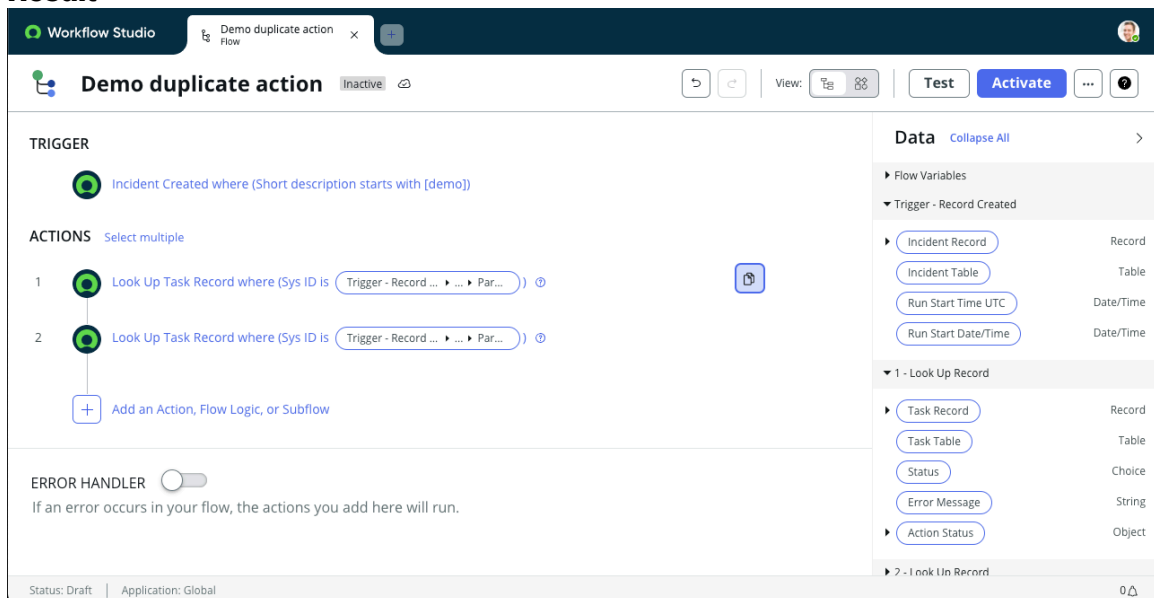 Result
Workflow Studio
Demo duplicate action
Flow
Demo duplicate action
Inactive
View:
Test
Activate
TRIGGER
Incident Created where (Short description starts with [demo])
ACTIONS
Select multiple
1
Look Up Task Record where (Sys ID is Trigger - Record ... ▸ ... ▸ Par... )
2
Look Up Task Record where (Sys ID is Trigger - Record ... ▸ ... ▸ Par... )
Add an Action, Flow Logic, or Subflow
ERROR HANDLER
If an error occurs in your flow, the actions you add here will run.
Data
Collapse All
Flow Variables
Trigger - Record Created
Incident Record Record
Incident Table Table
Run Start Time UTC Date/Time
Run Start Date/Time Date/Time
1 - Look Up Record
Task Record Record
Task Table Table
Status Choice
Error Message String
Action Status Object
2 - Look Up Record
Status: Draft
Application: Global
0